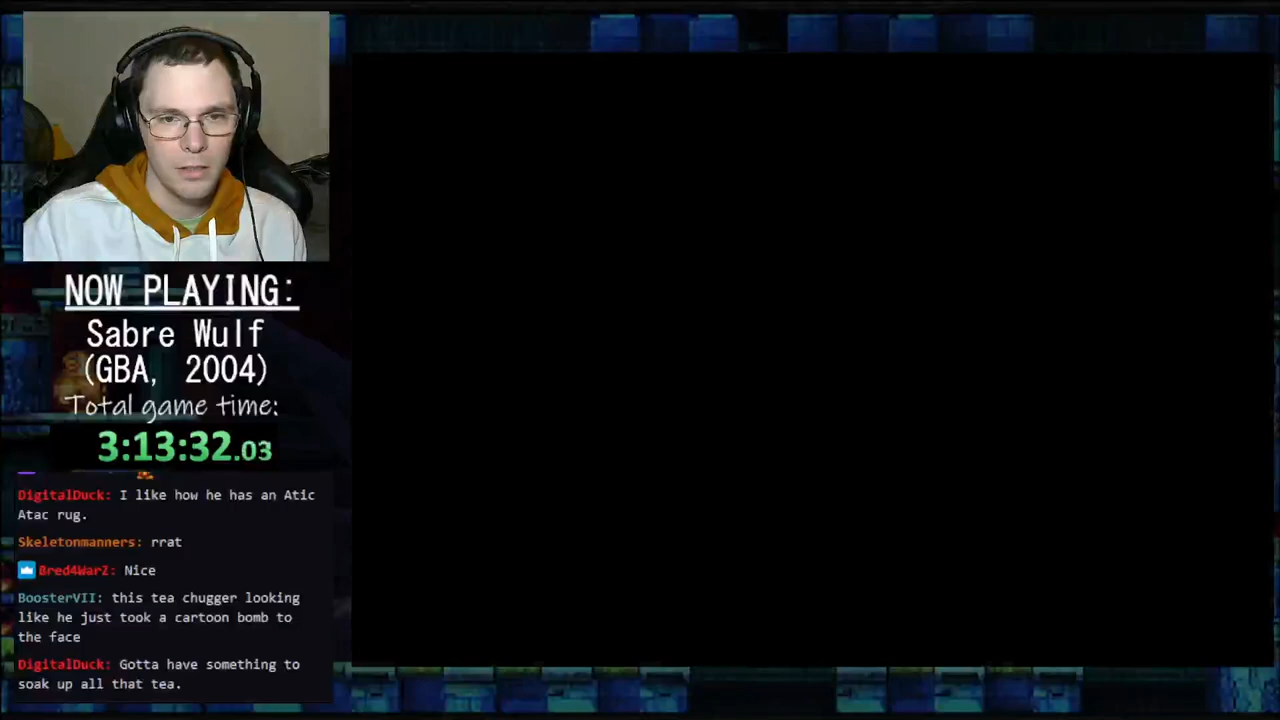 NOW PLAYING:
Sabre Wulf
(GBA, 2004)
Total game time:
3:13:32.03
DigitalDuck: I like how he has an Atic
Atac rug.
Skeletonmanners: rrat
Bred4WarZ: Nice
BoosterVII: this tea chugger looking
like he just took a cartoon bomb to
the face
DigitalDuck: Gotta have something to
soak up all that tea.